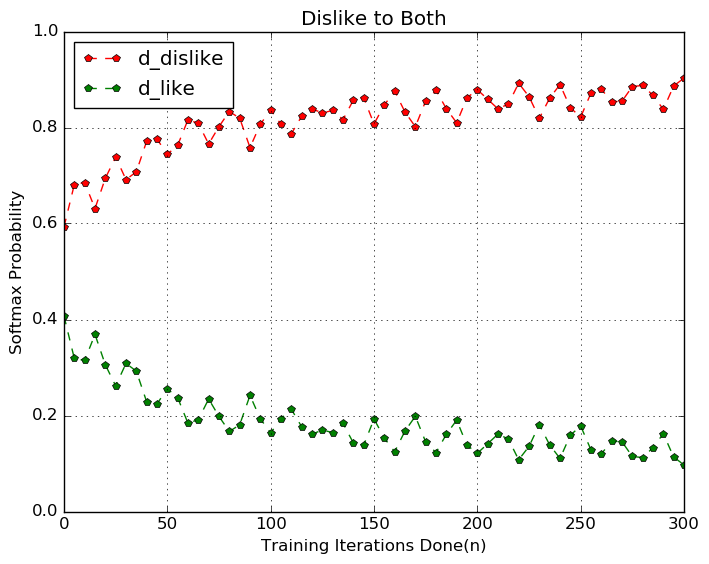 Dislike to Both
d_dislike
d_like
Softmax Probability
1.0
0.8
0.6
0.4
0.2
0.0
0 50 100 150 200 250 300
Training Iterations Done(n)